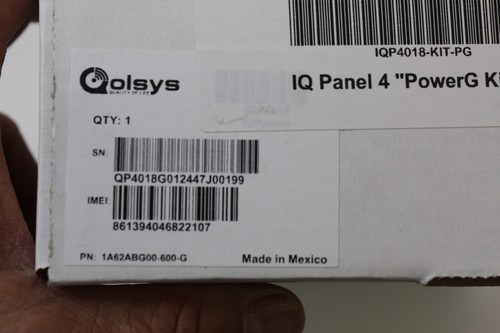 IQP4018-KIT-PG
IQ Panel 4 "PowerG
Qolsys
QUALITY OF LIFE
QTY: 1
SN:
QP4018G012447J00199
IMEI:
861394046822107
PN: 1A62ABG00-600-G
Made in Mexico